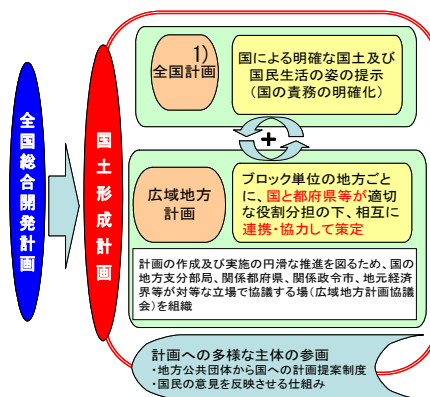 全国総合開発計画
国土形成計画
1)
全国計画
国による明確な国土及び
国民生活の姿の提示
(国の責務の明確化)
+
広域地方
計画
ブロック単位の地方ごと
に、国と都府県等が適切
な役割分担の下、相互に
連携・協力して策定
計画の作成及び実施の円滑な推進を図るため、国の
地方支分部局、関係都府県、関係政令市、地元経済
界等が対等な立場で協議する場(広域地方計画協議
会)を組織
計画への多様な主体の参画
・地方公共団体から国への計画提案制度
・国民の意見を反映させる仕組み